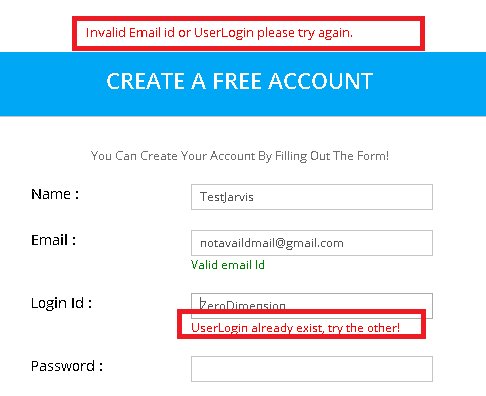 Invalid Email id or UserLogin please try again.
CREATE A FREE ACCOUNT
You Can Create Your Account By Filling Out The Form!
Name :
TestJarvis
Email :
notavaildmail@gmail.com
Valid email Id
Login Id :
ZeroDimension
UserLogin already exist, try the other!
Password :